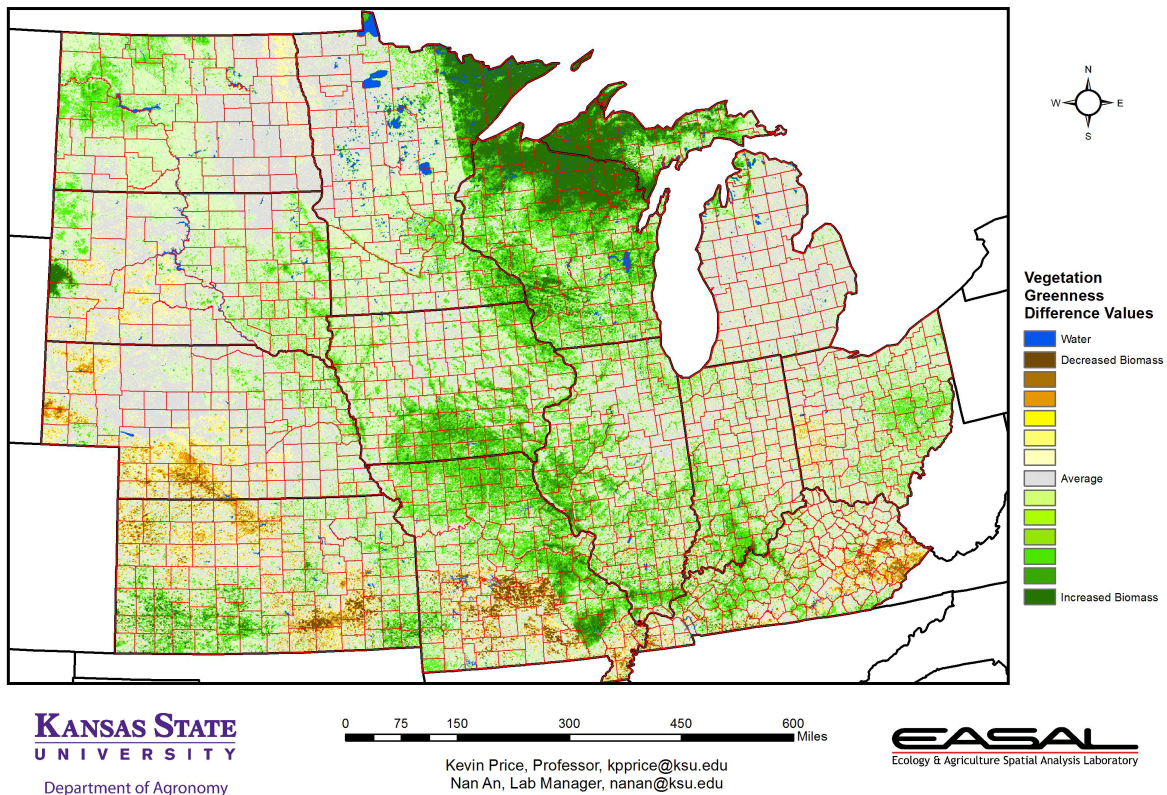 N
W E
S
Vegetation
Greenness
Difference Values
Water
Decreased Biomass
Average
Increased Biomass
KANSAS STATE
UNIVERSITY
Department of Agronomy
0 75 150 300 450 600
Miles
Kevin Price, Professor, kpprice@ksu.edu
Nan An, Lab Manager, nanan@ksu.edu
EASAL
Ecology & Agriculture Spatial Analysis Laboratory